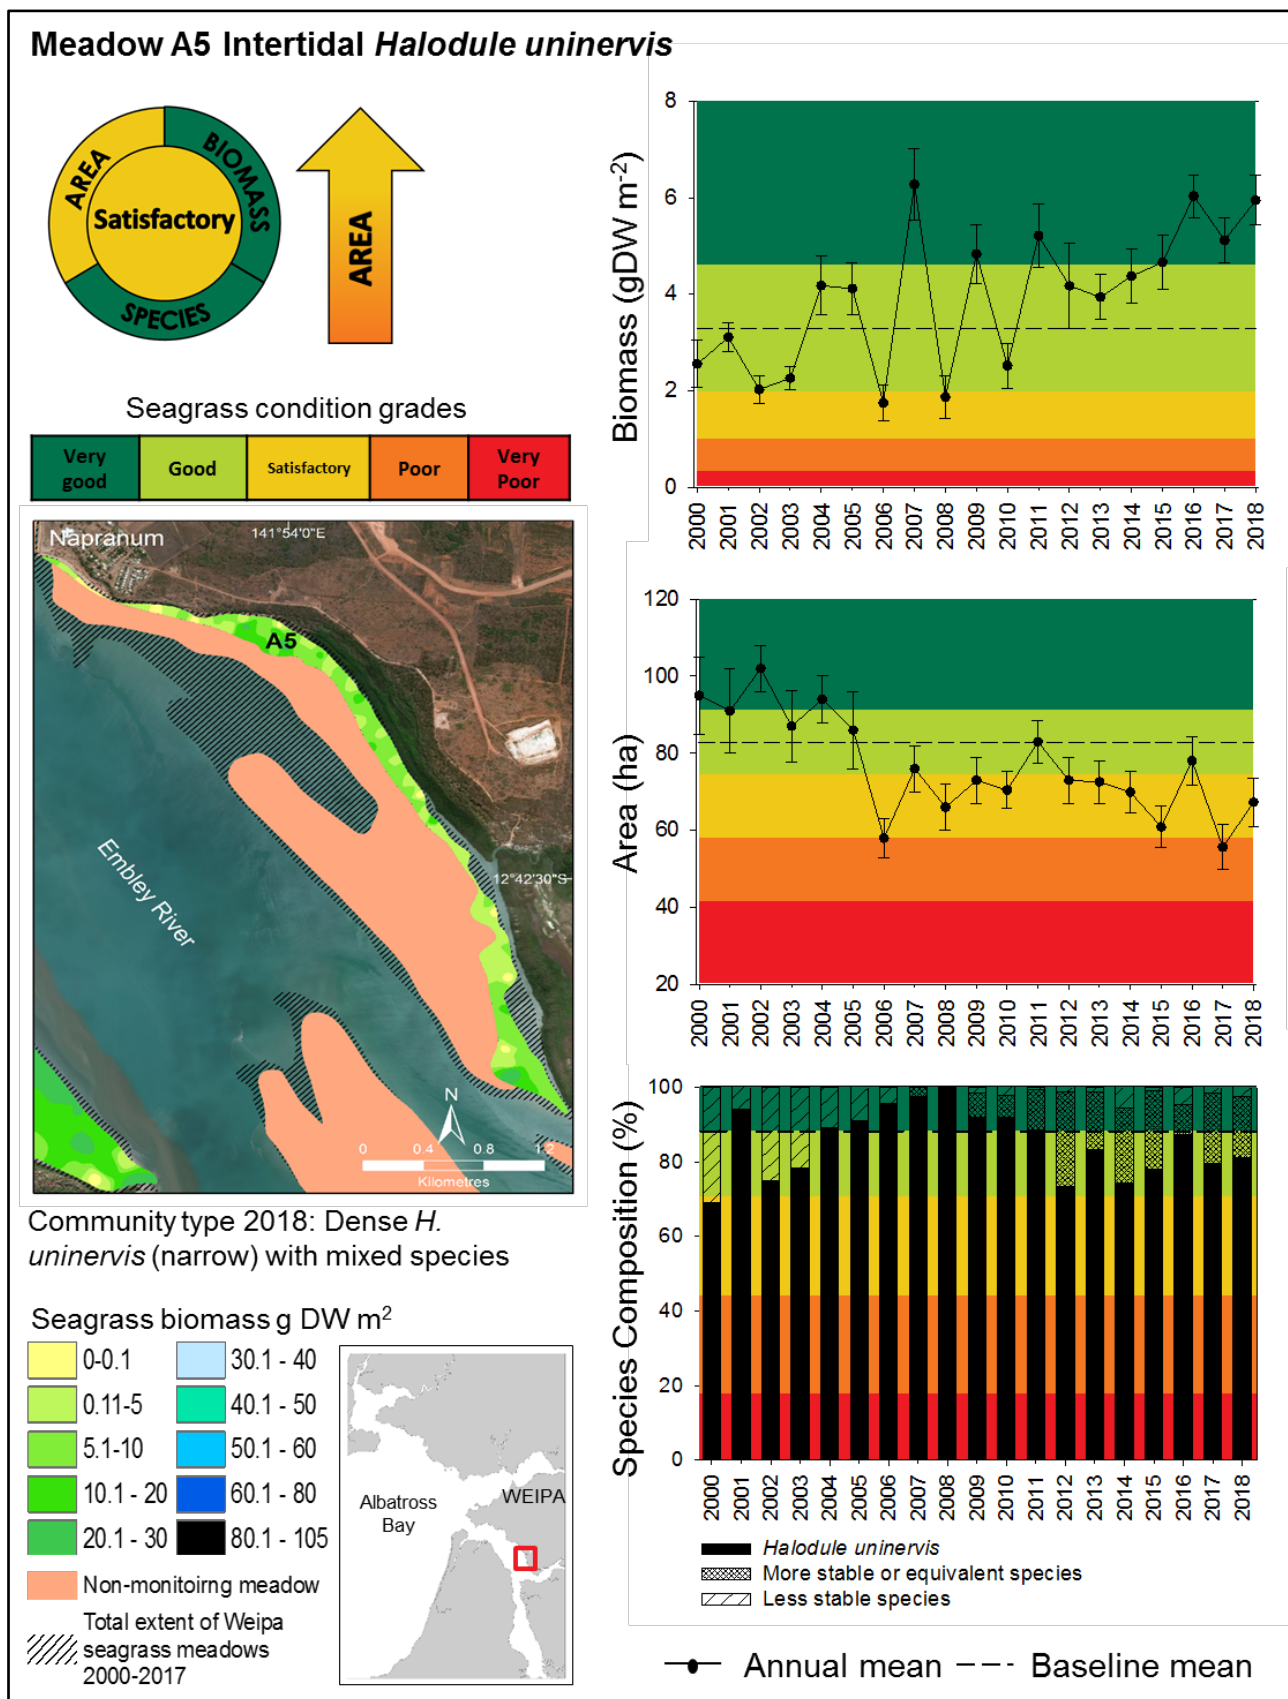 Meadow A5 Intertidal Halodule uninervis
AREA
BIOMASS
SPECIES
Satisfactory
AREA
Seagrass condition grades
Very good
Good
Satisfactory
Poor
Very Poor
Napranum
141°54'0"E
A5
Embley River
12°42'30"S
N
0 0.4 0.8 1.2
Kilometres
Community type 2018: Dense H.
uninervis (narrow) with mixed species
Seagrass biomass g DW m2
0-0.1
0.11-5
5.1-10
10.1 - 20
20.1 - 30
30.1 - 40
40.1 - 50
50.1 - 60
60.1 - 80
80.1 - 105
Non-monitoirng meadow
Total extent of Weipa
seagrass meadows
2000-2017
Albatross
Bay
WEIPA
Biomass (gDW m-2)
8
6
4
2
0
2000 2001 2002 2003 2004 2005 2006 2007 2008 2009 2010 2011 2012 2013 2014 2015 2016 2017 2018
Area (ha)
120
100
80
60
40
20
2000 2001 2002 2003 2004 2005 2006 2007 2008 2009 2010 2011 2012 2013 2014 2015 2016 2017 2018
Species Composition (%)
100
80
60
40
20
0
2000 2001 2002 2003 2004 2005 2006 2007 2008 2009 2010 2011 2012 2013 2014 2015 2016 2017 2018
Halodule uninervis
More stable or equivalent species
Less stable species
Annual mean
Baseline mean